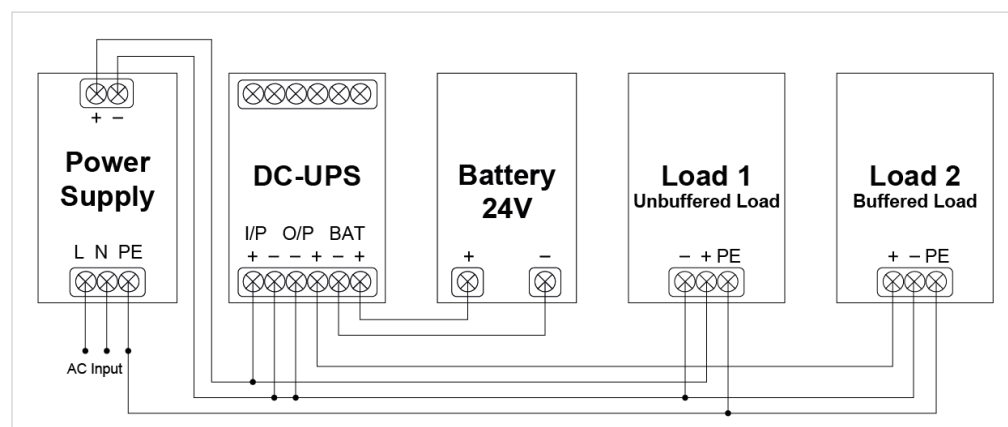 + −
Power
Supply
L N PE
AC Input
DC-UPS
I/P O/P BAT
+ − − + − +
Battery
24V
+ −
Load 1
Unbuffered Load
− + PE
Load 2
Buffered Load
+ − PE